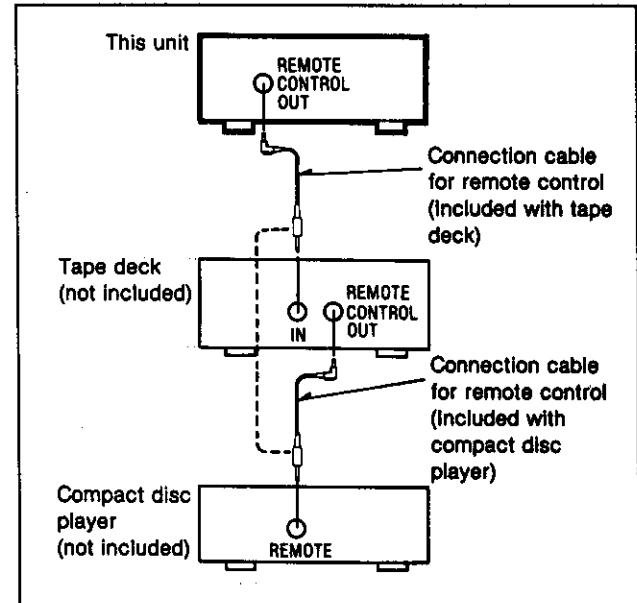 This unit
REMOTE
CONTROL
OUT
Connection cable
for remote control
(included with tape
deck)
Tape deck
(not included)
IN
REMOTE
CONTROL
OUT
Connection cable
for remote control
(included with
compact disc
player)
Compact disc
player
(not included)
REMOTE